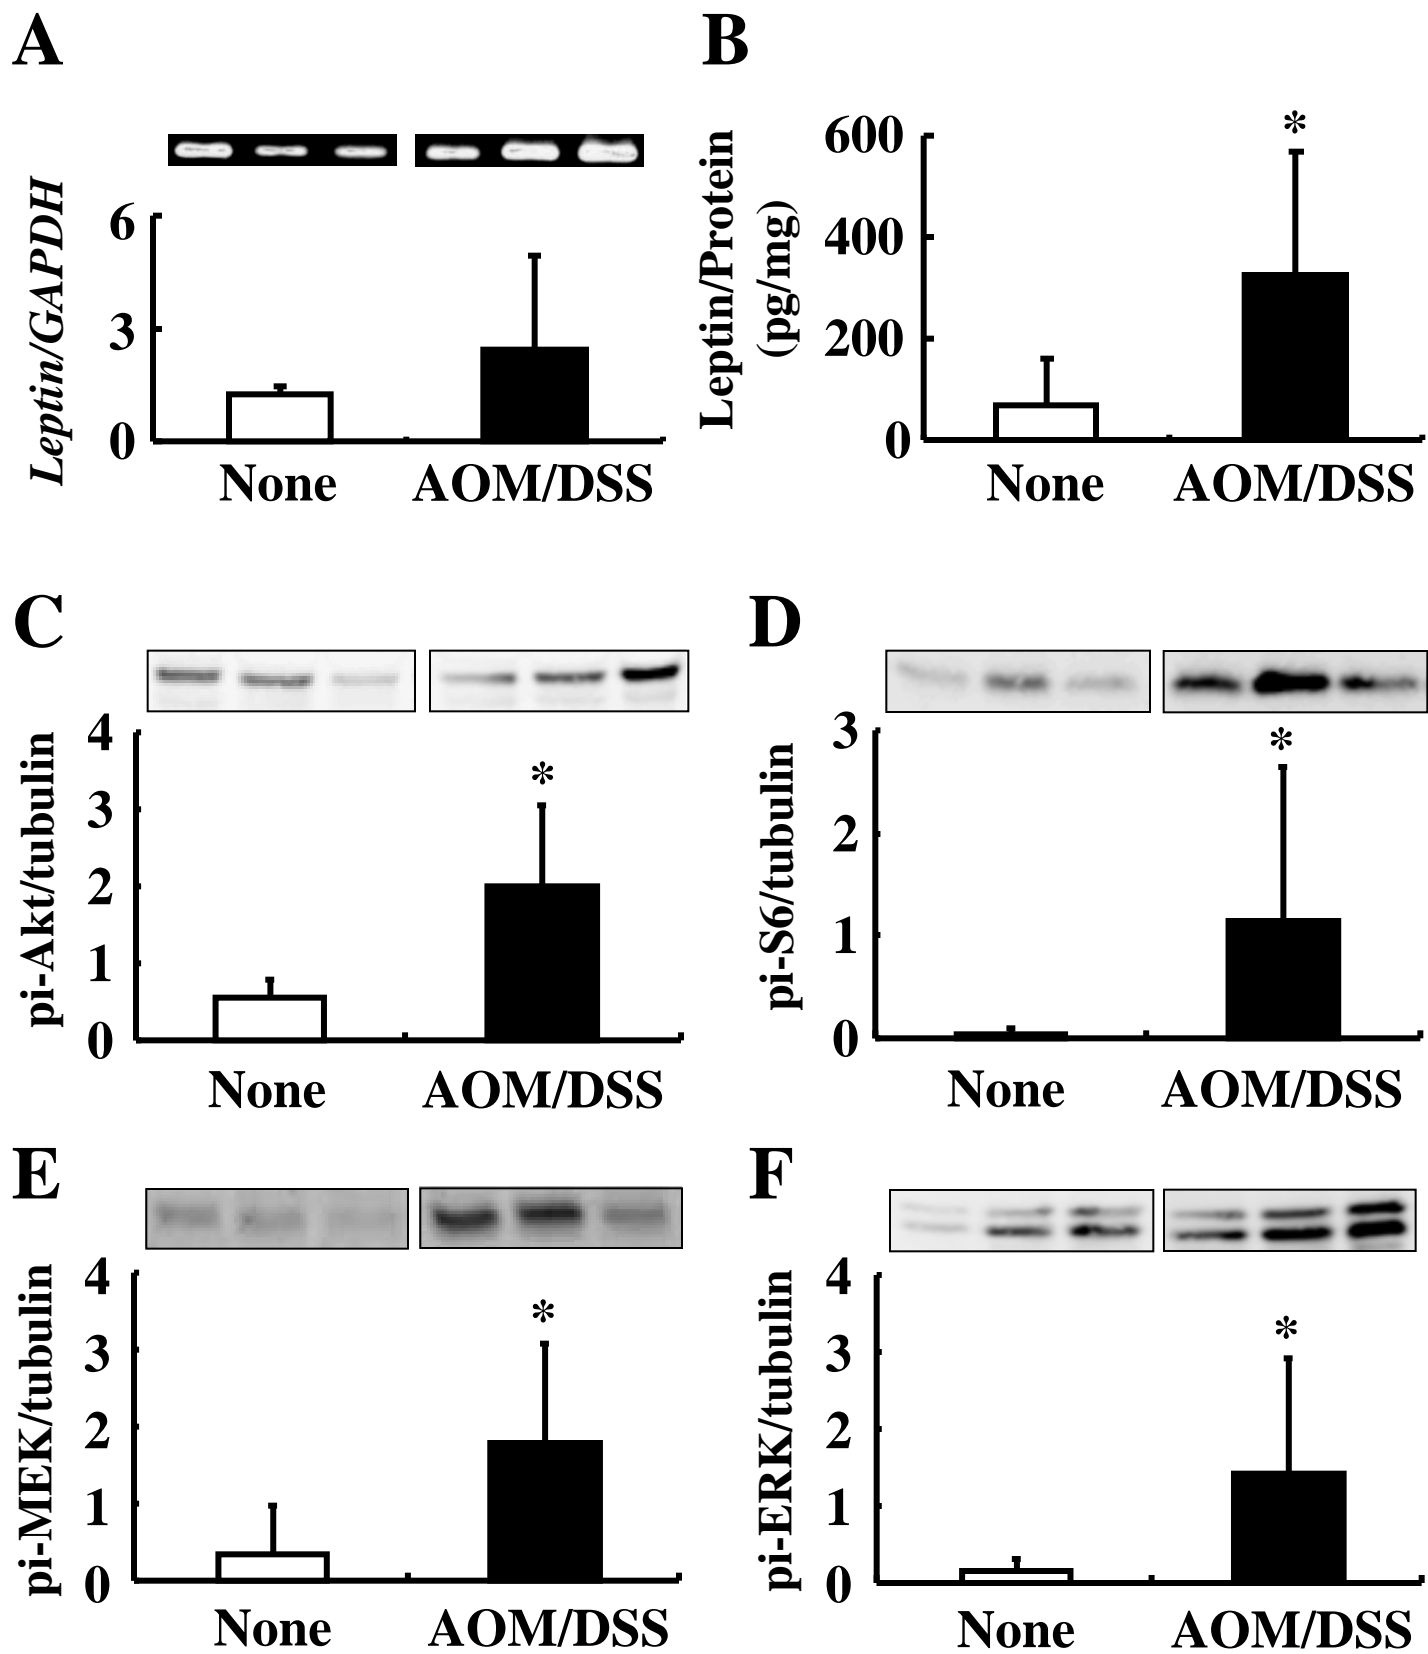 A
Leptin/GAPDH
6
3
0
None AOM/DSS
B
Leptin/Protein
(pg/mg)
600
400
200
0
*
None AOM/DSS
C
pi-Akt/tubulin
4
3
2
1
0
*
None AOM/DSS
D
pi-S6/tubulin
3
2
1
0
*
None AOM/DSS
E
pi-MEK/tubulin
4
3
2
1
0
*
None AOM/DSS
F
pi-ERK/tubulin
4
3
2
1
0
*
None AOM/DSS